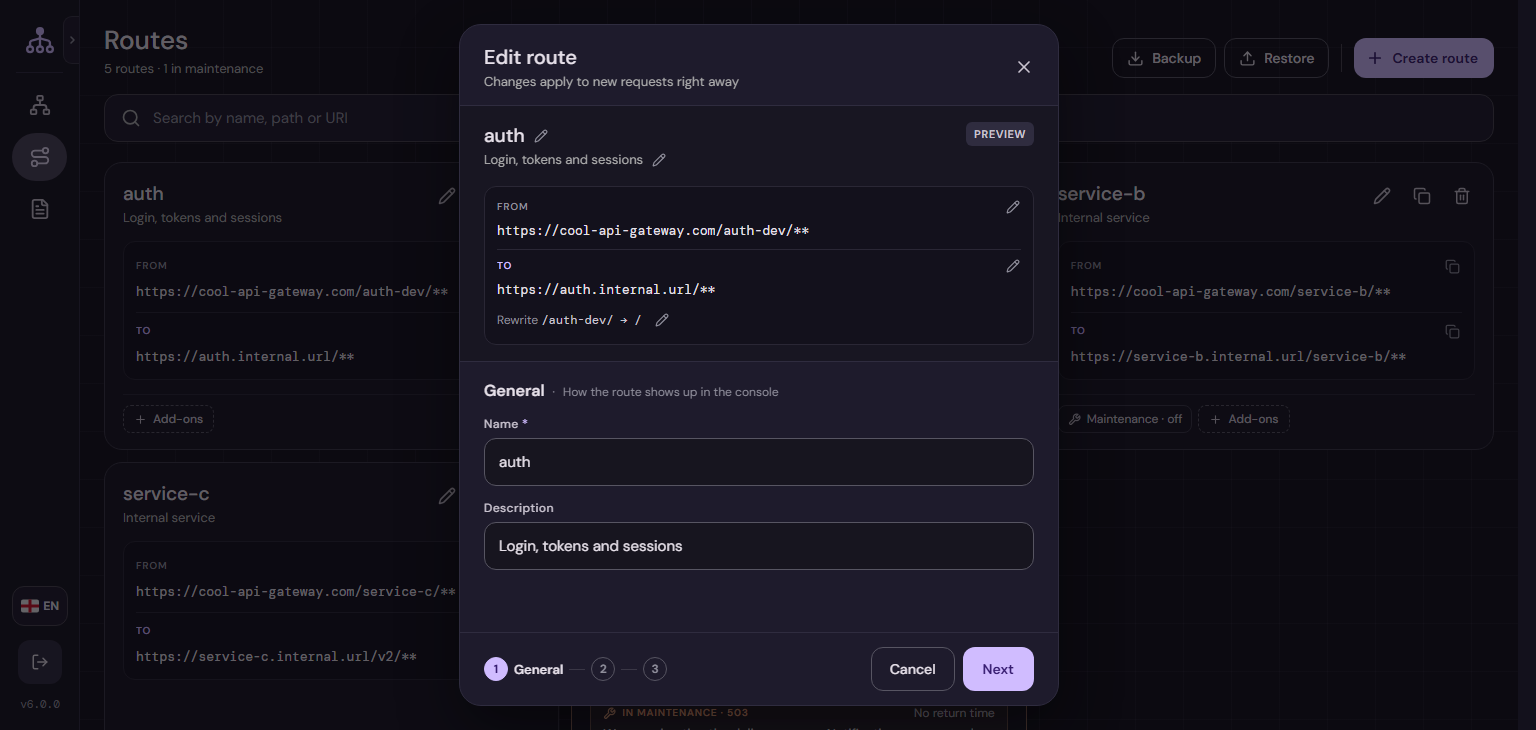 Routes
5 routes · 1 in maintenance
Backup
Restore
Create route
Search by name, path or URI
auth
Login, tokens and sessions
FROM
https://cool-api-gateway.com/auth-dev/**
TO
https://auth.internal.url/**
Add-ons
service-b
Internal service
FROM
https://cool-api-gateway.com/service-b/**
TO
https://service-b.internal.url/service-b/**
Maintenance · off
Add-ons
service-c
Internal service
FROM
https://cool-api-gateway.com/service-c/**
TO
https://service-c.internal.url/v2/**
IN MAINTENANCE · 503
No return time
EN
v6.0.0
Edit route
Changes apply to new requests right away
auth
PREVIEW
Login, tokens and sessions
FROM
https://cool-api-gateway.com/auth-dev/**
TO
https://auth.internal.url/**
Rewrite /auth-dev/ → /
General · How the route shows up in the console
Name *
auth
Description
Login, tokens and sessions
1 General 2 3
Cancel
Next